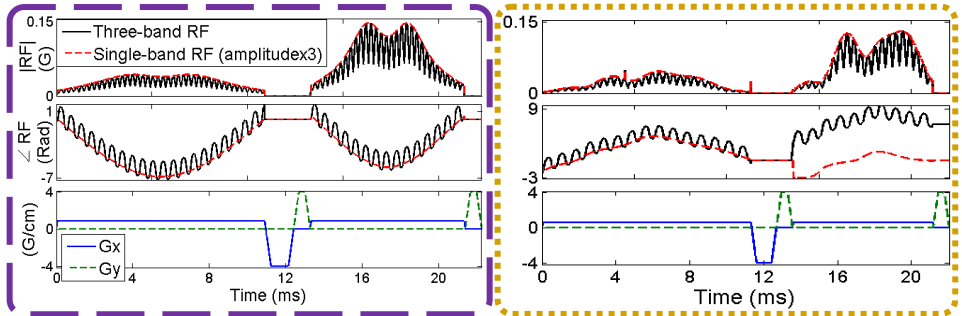 0.15
|RF|
(G)
0
Three-band RF
Single-band RF (amplitudex3)
1
∠ RF
(Rad)
-7
4
(G/cm)
0
-4
Gx
Gy
0 4 8 12 16 20
Time (ms)
0.15
0
9
-3
4
0
-4
0 4 8 12 16 20
Time (ms)